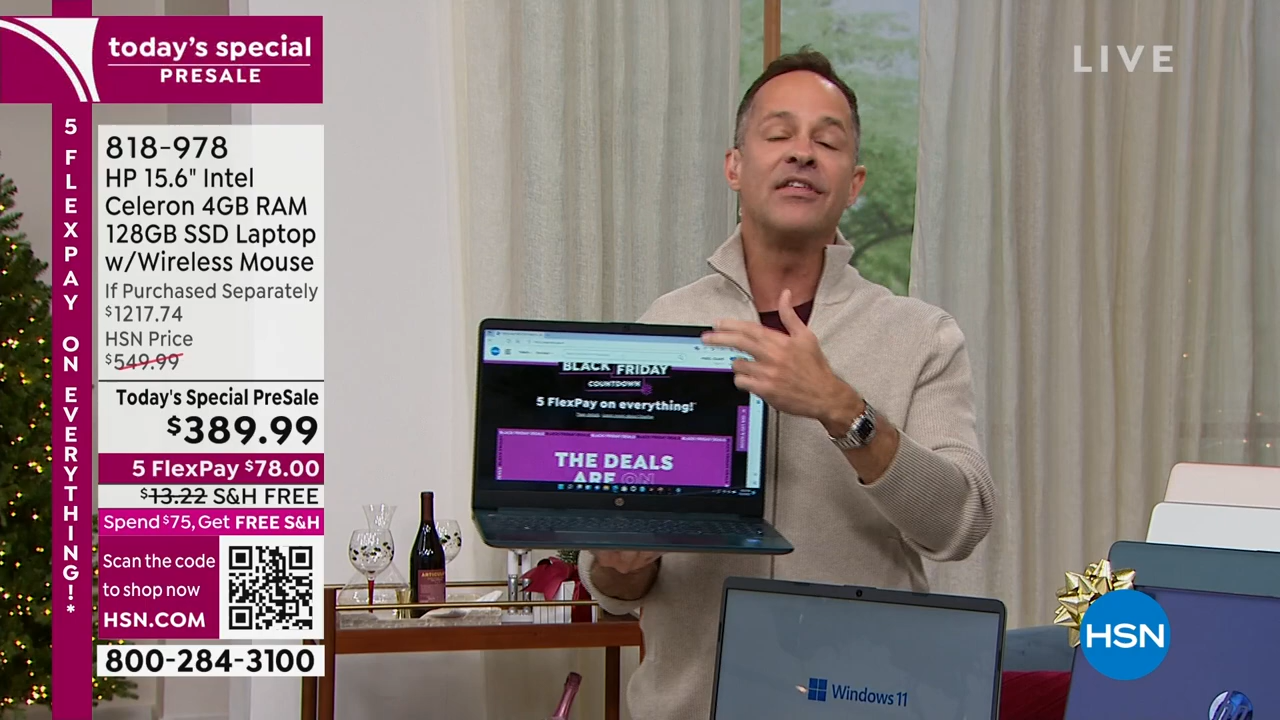 today's special
PRESALE
5 FLEXPAY ON EVERYTHING!*
818-978
HP 15.6" Intel
Celeron 4GB RAM
128GB SSD Laptop
w/Wireless Mouse
If Purchased Separately
$1217.74
HSN Price
$549.99
Today's Special PreSale
$389.99
5 FlexPay $78.00
$13.22 S&H FREE
Spend $75, Get FREE S&H
Scan the code
to shop now
HSN.COM
800-284-3100
LIVE
BLACK FRIDAY
COUNTDOWN
5 FlexPay on everything!*
THE DEALS
ARE ON
Windows 11
HSN